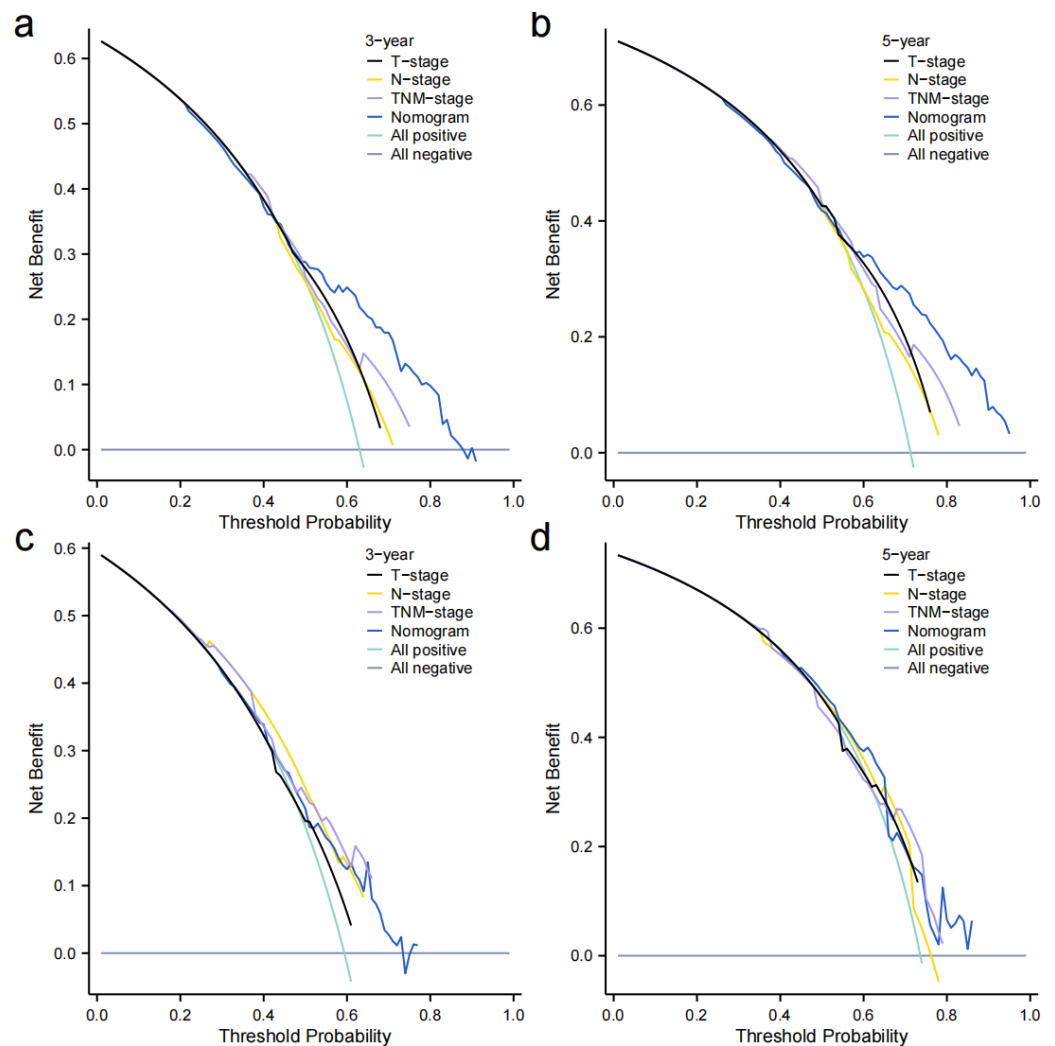 a
3−year
T−stage
N−stage
TNM−stage
Nomogram
All positive
All negative
Net Benefit
0.6
0.5
0.4
0.3
0.2
0.1
0.0
0.0 0.2 0.4 0.6 0.8 1.0
Threshold Probability
b
5−year
T−stage
N−stage
TNM−stage
Nomogram
All positive
All negative
Net Benefit
0.6
0.4
0.2
0.0
0.0 0.2 0.4 0.6 0.8 1.0
Threshold Probability
c
3−year
T−stage
N−stage
TNM−stage
Nomogram
All positive
All negative
Net Benefit
0.6
0.5
0.4
0.3
0.2
0.1
0.0
0.0 0.2 0.4 0.6 0.8 1.0
Threshold Probability
d
5−year
T−stage
N−stage
TNM−stage
Nomogram
All positive
All negative
Net Benefit
0.6
0.4
0.2
0.0
0.0 0.2 0.4 0.6 0.8 1.0
Threshold Probability